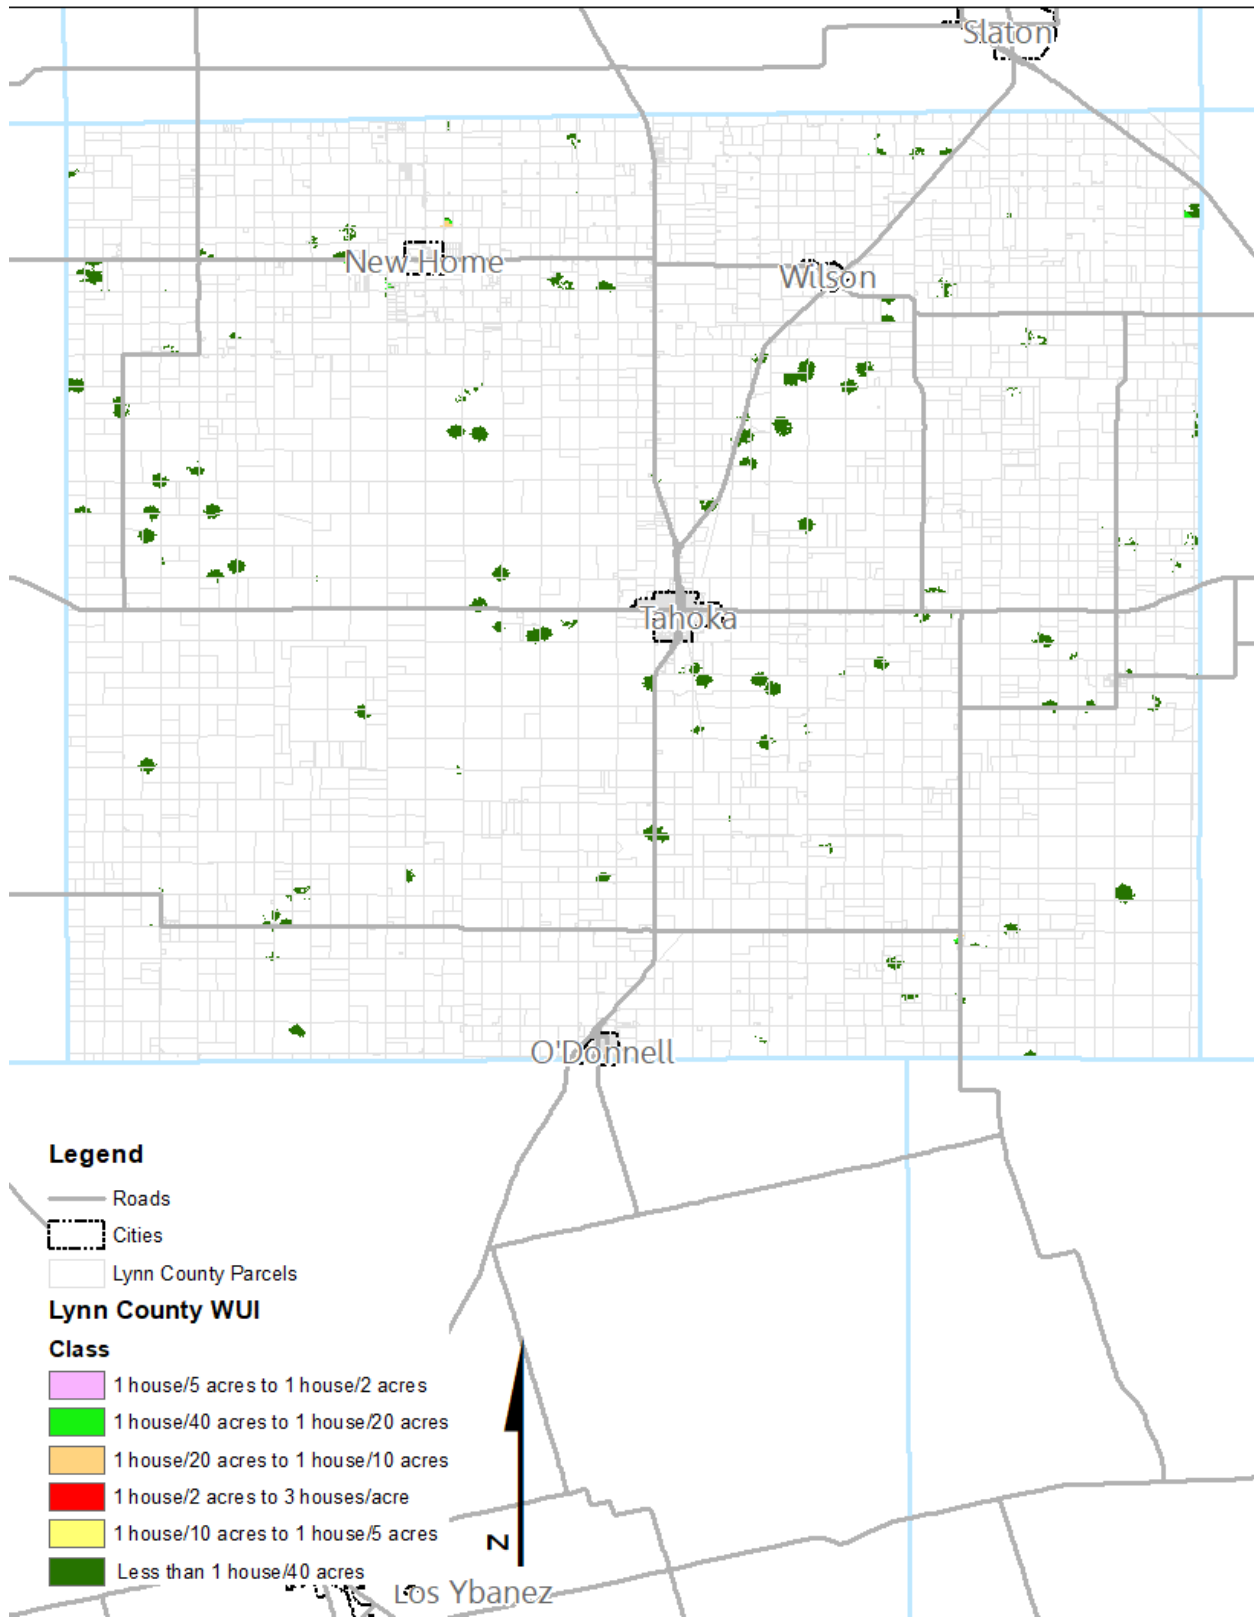 Slaton
New Home
Wilson
Tahoka
O'Donnell
Legend
Roads
Cities
Lynn County Parcels
Lynn County WUI
Class
1 house/5 acres to 1 house/2 acres
1 house/40 acres to 1 house/20 acres
1 house/20 acres to 1 house/10 acres
1 house/2 acres to 3 houses/acre
1 house/10 acres to 1 house/5 acres
Less than 1 house/40 acres
N
Los Ybanez